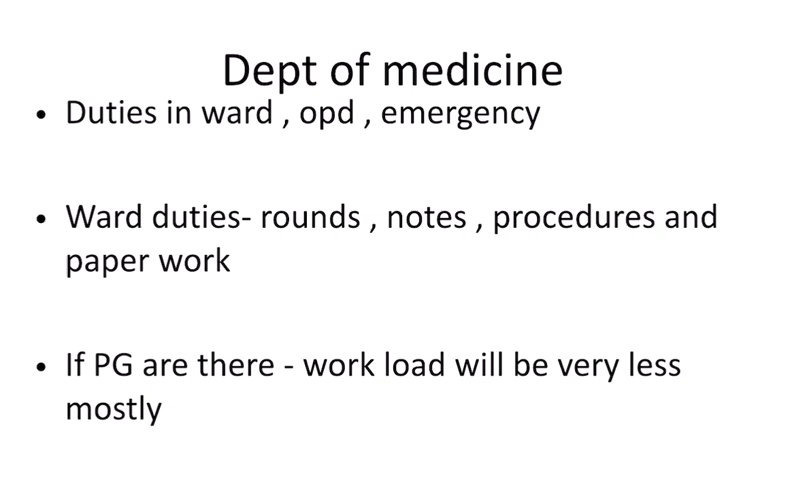 Dept of medicine
• Duties in ward , opd , emergency
• Ward duties- rounds , notes , procedures and
paper work
• If PG are there - work load will be very less
mostly